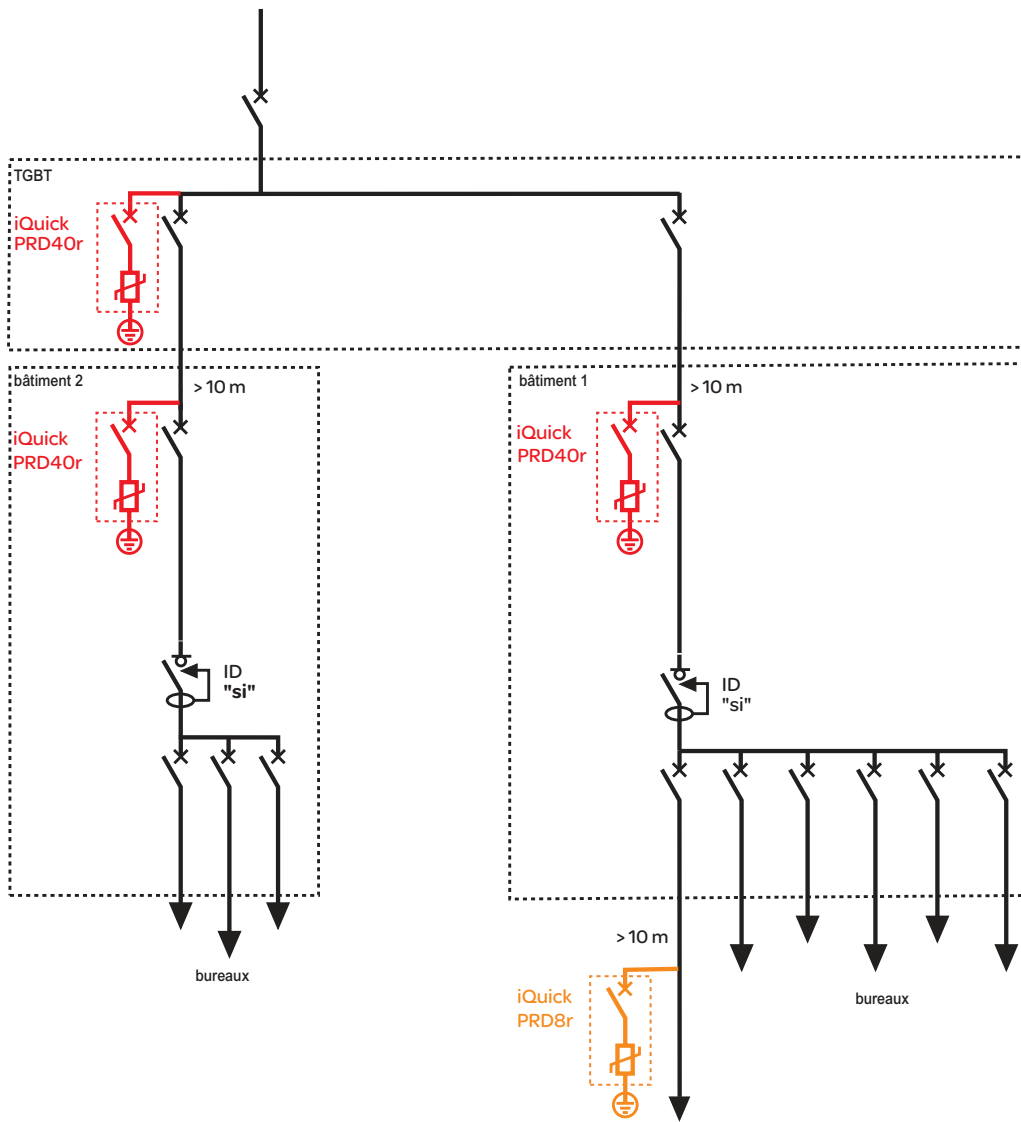 TGBT
iQuick
PRD40r
bâtiment 2
> 10 m
iQuick
PRD40r
ID
"si"
bureaux
bâtiment 1
> 10 m
iQuick
PRD40r
ID
"si"
> 10 m
iQuick
PRD8r
bureaux